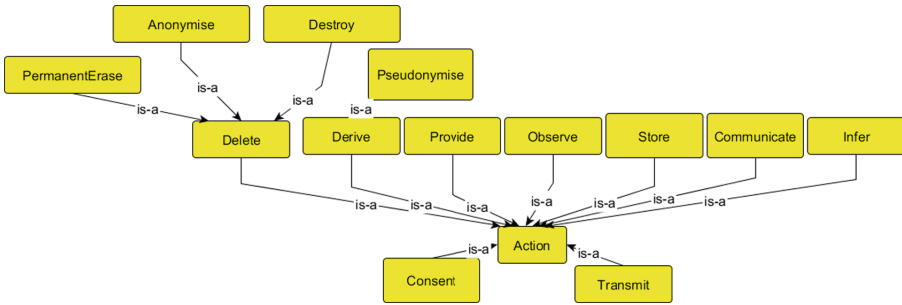 Anonymise
Destroy
PermanentErase
Pseudonymise
is-a
is-a
is-a
is-a
Delete
Derive
Provide
Observe
Store
Communicate
Infer
is-a
is-a
is-a
is-a
is-a
is-a
is-a
Action
is-a
is-a
Consent
Transmit